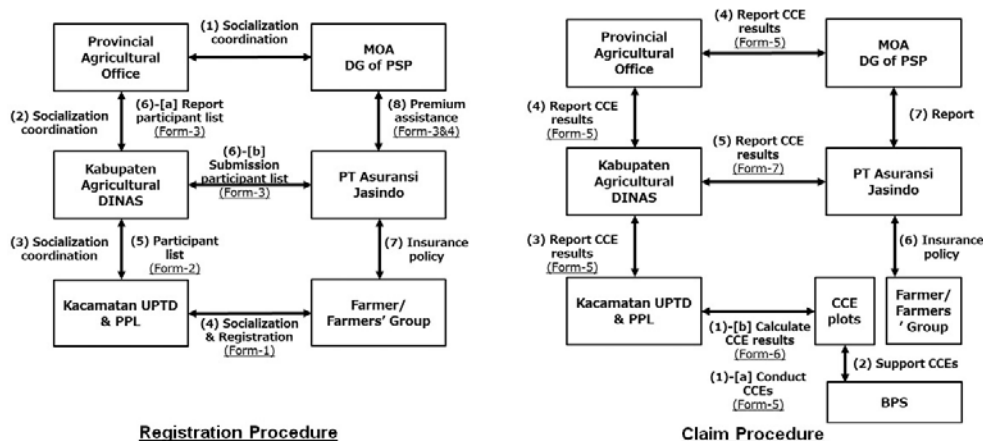 (1) Socialization
coordination
Provincial
Agricultural
Office
MOA
DG of PSP
(2) Socialization
coordination
(6)-[a] Report
participant list
(Form-3)
(8) Premium
assistance
(Form-3&4)
(6)-[b]
Submission
participant list
(Form-3)
Kabupaten
Agricultural
DINAS
PT Asuransi
Jasindo
(3) Socialization
coordination
(5) Participant
list
(Form-2)
(7) Insurance
policy
Kacamatan UPTD
& PPL
Farmer/
Farmers' Group
(4) Socialization
& Registration
(Form-1)
Registration Procedure
(4) Report CCE
results
(Form-5)
Provincial
Agricultural
Office
MOA
DG of PSP
(4) Report CCE
results
(Form-5)
(7) Report
(5) Report CCE
results
(Form-7)
Kabupaten
Agricultural
DINAS
PT Asuransi
Jasindo
(3) Report CCE
results
(Form-5)
(6) Insurance
policy
Kacamatan UPTD
& PPL
CCE
plots
Farmer/
Farmers
' Group
(1)-[b] Calculate
CCE results
(Form-6)
(2) Support CCEs
(1)-[a] Conduct
CCEs
(Form-5)
BPS
Claim Procedure